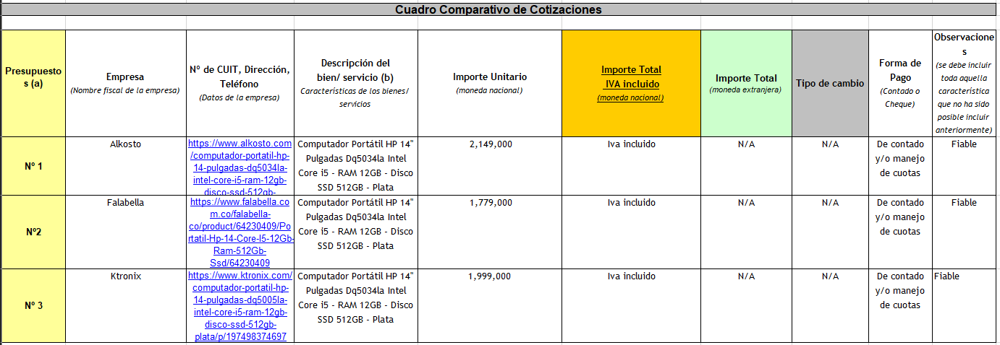 Cuadro Comparativo de Cotizaciones
Presupuesto
s (a)
Empresa
(Nombre fiscal de la empresa)
Nº de CUIT, Dirección,
Teléfono
(Datos de la empresa)
Descripción del
bien/ servicio (b)
Características de los bienes/
servicios
Importe Unitario
(moneda nacional)
Importe Total
IVA incluido
(moneda nacional)
Importe Total
(moneda extranjera)
Tipo de cambio
Forma de
Pago
(Contado o
Cheque)
Observacione
s
(se debe incluir
toda aquella
característica
que no ha sido
posible incluir
anteriormente)
Nº 1
Alkosto
https://www.alkosto.com
/computador-portatil-hp-
14-pulgadas-dq5034la-
intel-core-i5-ram-12gb-
disco-ssd-512gb-
Computador Portátil HP 14"
Pulgadas Dq5034la Intel
Core i5 - RAM 12GB - Disco
SSD 512GB - Plata
2,149,000
Iva incluido
N/A
N/A
De contado
y/o manejo
de cuotas
Fiable
Nº2
Falabella
https://www.falabella.co
m.co/falabella-
co/product/64230409/Po
rtatil-Hp-14-Core-I5-12Gb-
Ram-512Gb-
Ssd/64230409
Computador Portátil HP 14"
Pulgadas Dq5034la Intel
Core i5 - RAM 12GB - Disco
SSD 512GB - Plata
1,779,000
Iva incluido
N/A
N/A
De contado
y/o manejo
de cuotas
Fiable
Nº 3
Ktronix
https://www.ktronix.com/
computador-portatil-hp-
14-pulgadas-dq5005la-
intel-core-i5-ram-12gb-
disco-ssd-512gb-
plata/p/197498374697
Computador Portátil HP 14"
Pulgadas Dq5034la Intel
Core i5 - RAM 12GB - Disco
SSD 512GB - Plata
1,999,000
Iva incluido
N/A
N/A
De contado
y/o manejo
de cuotas
Fiable